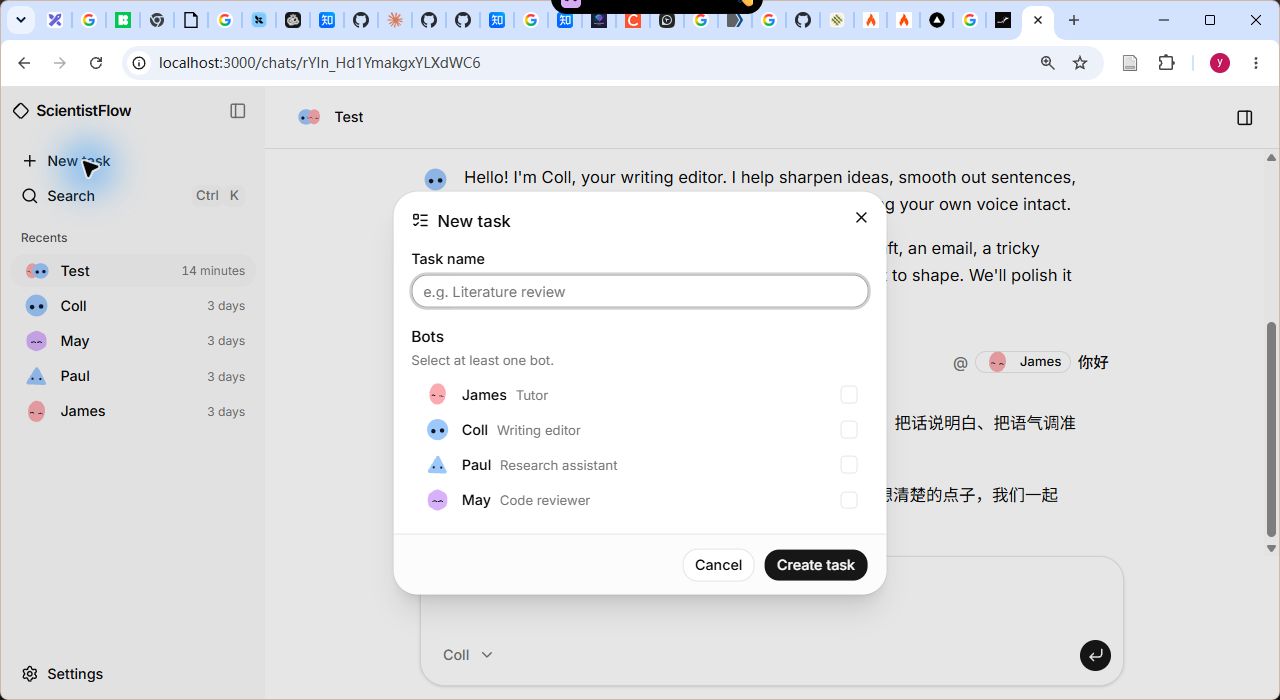 localhost:3000/chats/rYIn_Hd1YmakgxYLXdWC6
y
ScientistFlow
New task
Search Ctrl K
Recents
Test 14 minutes
Coll 3 days
May 3 days
Paul 3 days
James 3 days
Settings
Test
Hello! I'm Coll, your writing editor. I help sharpen ideas, smooth out sentences,
g your own voice intact.
ft, an email, a tricky
to shape. We'll polish it
@ James 你好
把话说明白、把语气调准
想清楚的点子，我们一起
New task
Task name
e.g. Literature review
Bots
Select at least one bot.
James Tutor
Coll Writing editor
Paul Research assistant
May Code reviewer
Cancel Create task
Coll